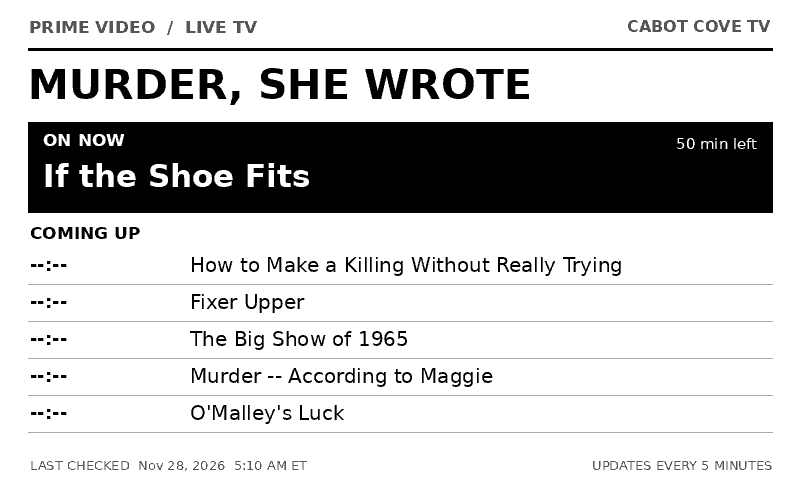 PRIME VIDEO / LIVE TV
CABOT COVE TV
MURDER, SHE WROTE
ON NOW
50 min left
If the Shoe Fits
COMING UP
--:-- How to Make a Killing Without Really Trying
--:-- Fixer Upper
--:-- The Big Show of 1965
--:-- Murder -- According to Maggie
--:-- O'Malley's Luck
LAST CHECKED Nov 28, 2026 5:10 AM ET
UPDATES EVERY 5 MINUTES